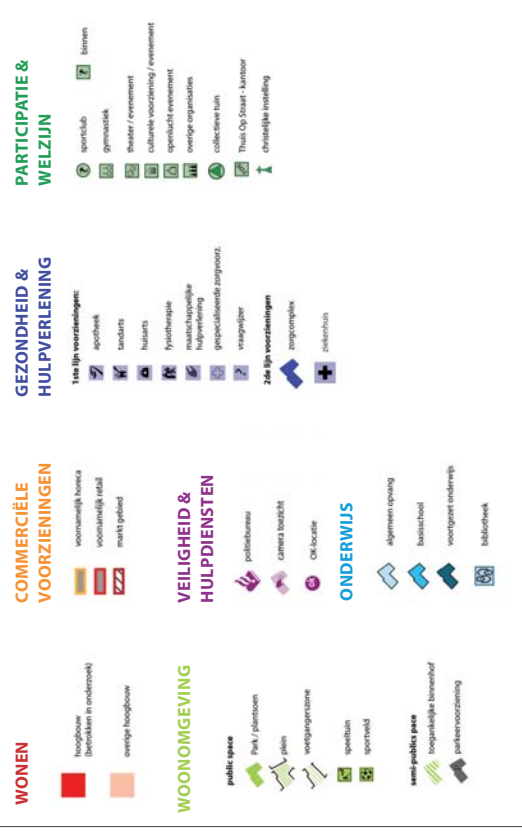 WONEN
hoogbouw
(betrokken in onderzoek)
overige hoogbouw
WOONOMGEVING
public space
Park / plantsoen
plein
voetgangerszone
speeltuin
sportveld
semi-publics pace
toegankelijke binnenhof
parkeervoorziening
COMMERCIËLE
VOORZIENINGEN
voornamelijk horeca
voornamelijk retail
markt gebied
VEILIGHEID &
HULPDIENSTEN
politiebureau
camera toezicht
ok
OK-locatie
ONDERWIJS
algemeen opvang
basisschool
voortgezet onderwijs
bibliotheek
GEZONDHEID &
HULPVERLENING
1ste lijn voorzieningen:
apotheek
tandarts
huisarts
fysiotherapie
maatschappelijke
hulpverlening
gespecialiseerde zorgvoorz.
?
vraagwijzer
2de lijn voorzieningen
zorgcomplex
ziekenhuis
PARTICIPATIE &
WELZIJN
sportclub
binnen
gymnastiek
theater / evenement
culturele voorziening / evenement
openlucht evenement
overige organisaties
collectieve tuin
Thuis Op Straat - kantoor
christelijke instelling